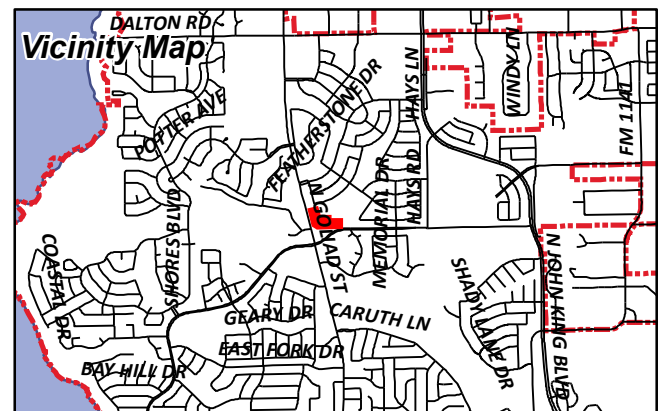 DALTON RD
Vicinity Map
HAYS LN
WINDY LN
FM 1141
POTTER AVE
FEATHERSTONE DR
N GOLIAD ST
MEMORIAL DR
HAYS RD
SHORES BLVD
COASTAL DR
N JOHN KING BLVD
SHADY LANE DR
GEARY DR
CARUTH LN
EAST FORK DR
BAY HILL DR